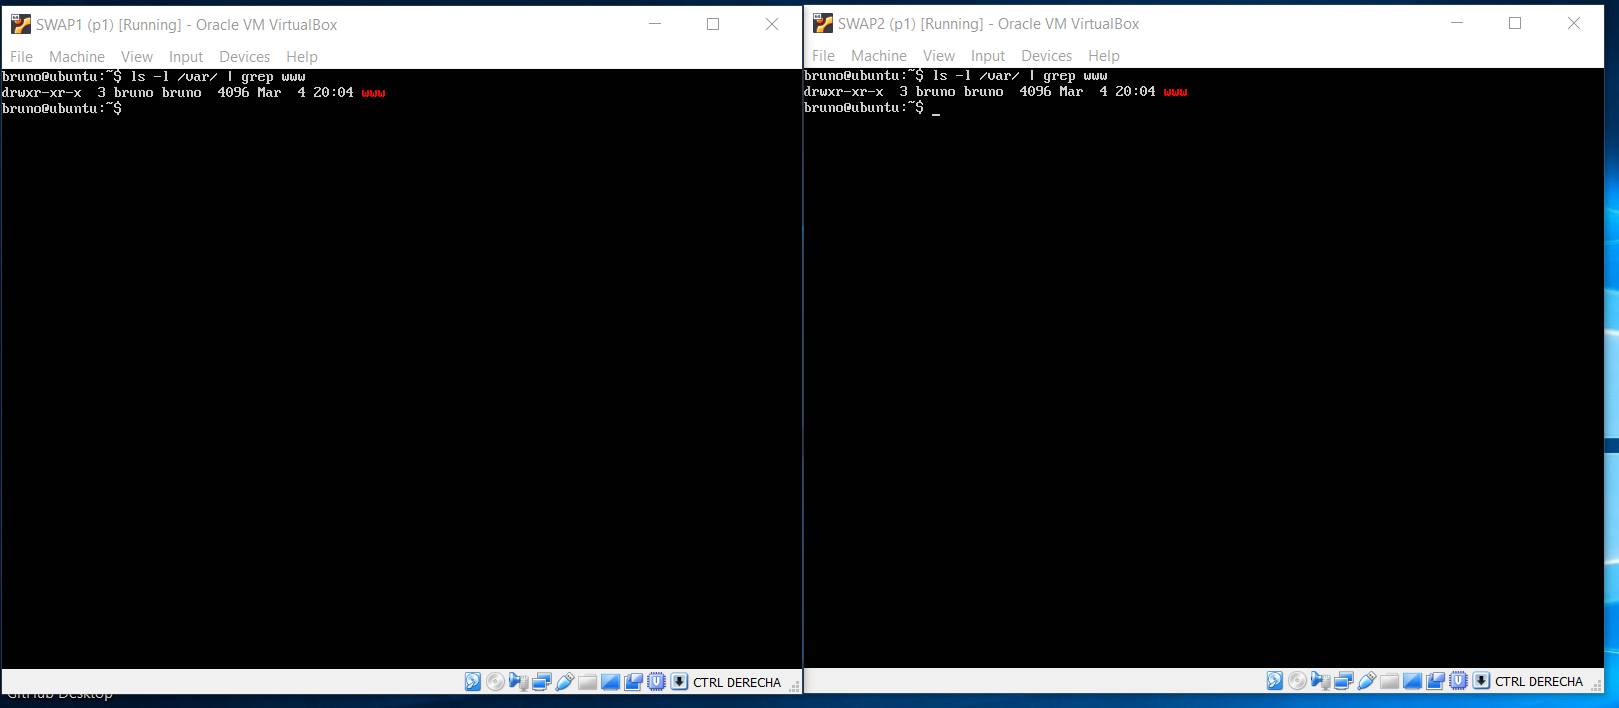 SWAP1 (p1) [Running] - Oracle VM VirtualBox
File Machine View Input Devices Help
bruno@ubuntu:~$ ls -l /var/ | grep www
drwxr-xr-x  3 bruno bruno  4096 Mar  4 20:04 www
bruno@ubuntu:~$
CTRL DERECHA
SWAP2 (p1) [Running] - Oracle VM VirtualBox
File Machine View Input Devices Help
bruno@ubuntu:~$ ls -l /var/ | grep www
drwxr-xr-x  3 bruno bruno  4096 Mar  4 20:04 www
bruno@ubuntu:~$ _
CTRL DERECHA
GitHub Desktop